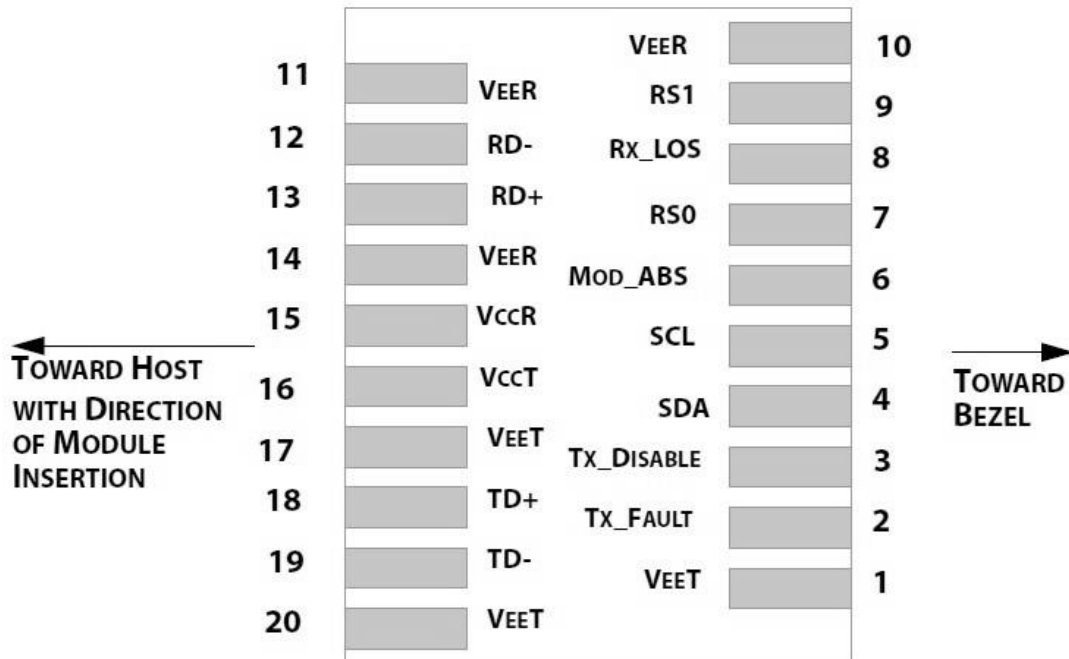 VEER 10
11 VEER
RS1 9
12 RD-
RX_LOS 8
13 RD+
RS0 7
14 VEER
MOD_ABS 6
15 VCCR
SCL 5
TOWARD HOST
WITH DIRECTION
OF MODULE
INSERTION
TOWARD
BEZEL
16 VCCT
SDA 4
17 VEET
TX_DISABLE 3
18 TD+
TX_FAULT 2
19 TD-
VEET 1
20 VEET